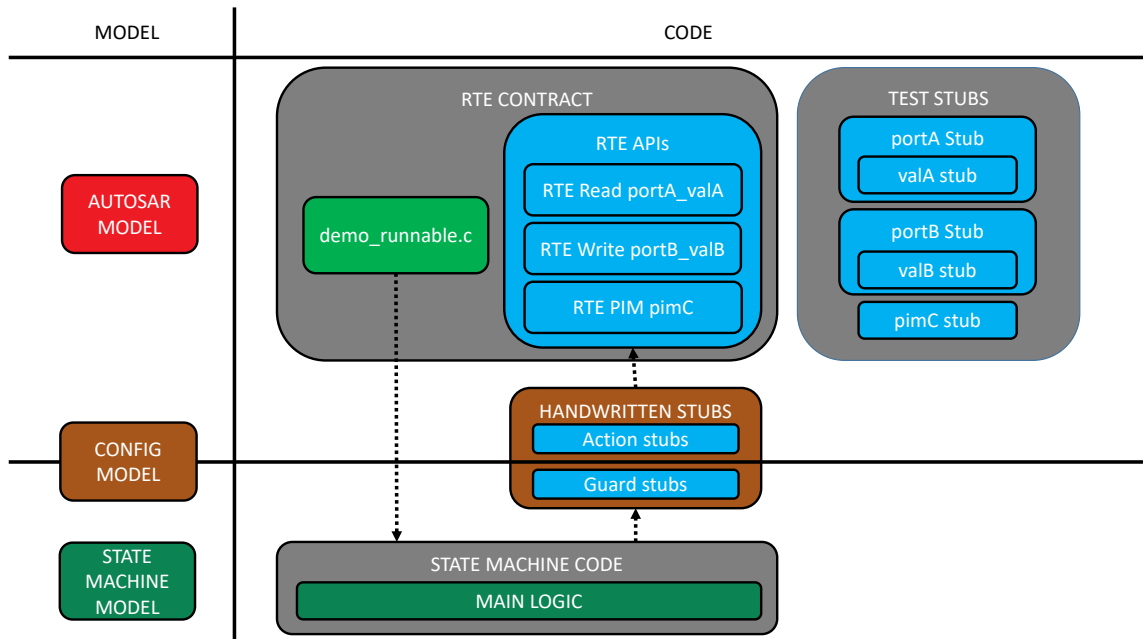 MODEL
CODE
AUTOSAR
MODEL
RTE CONTRACT
demo_runnable.c
RTE APIs
RTE Read portA_valA
RTE Write portB_valB
RTE PIM pimC
TEST STUBS
portA Stub
valA stub
portB Stub
valB stub
pimC stub
CONFIG
MODEL
HANDWRITTEN STUBS
Action stubs
Guard stubs
STATE
MACHINE
MODEL
STATE MACHINE CODE
MAIN LOGIC